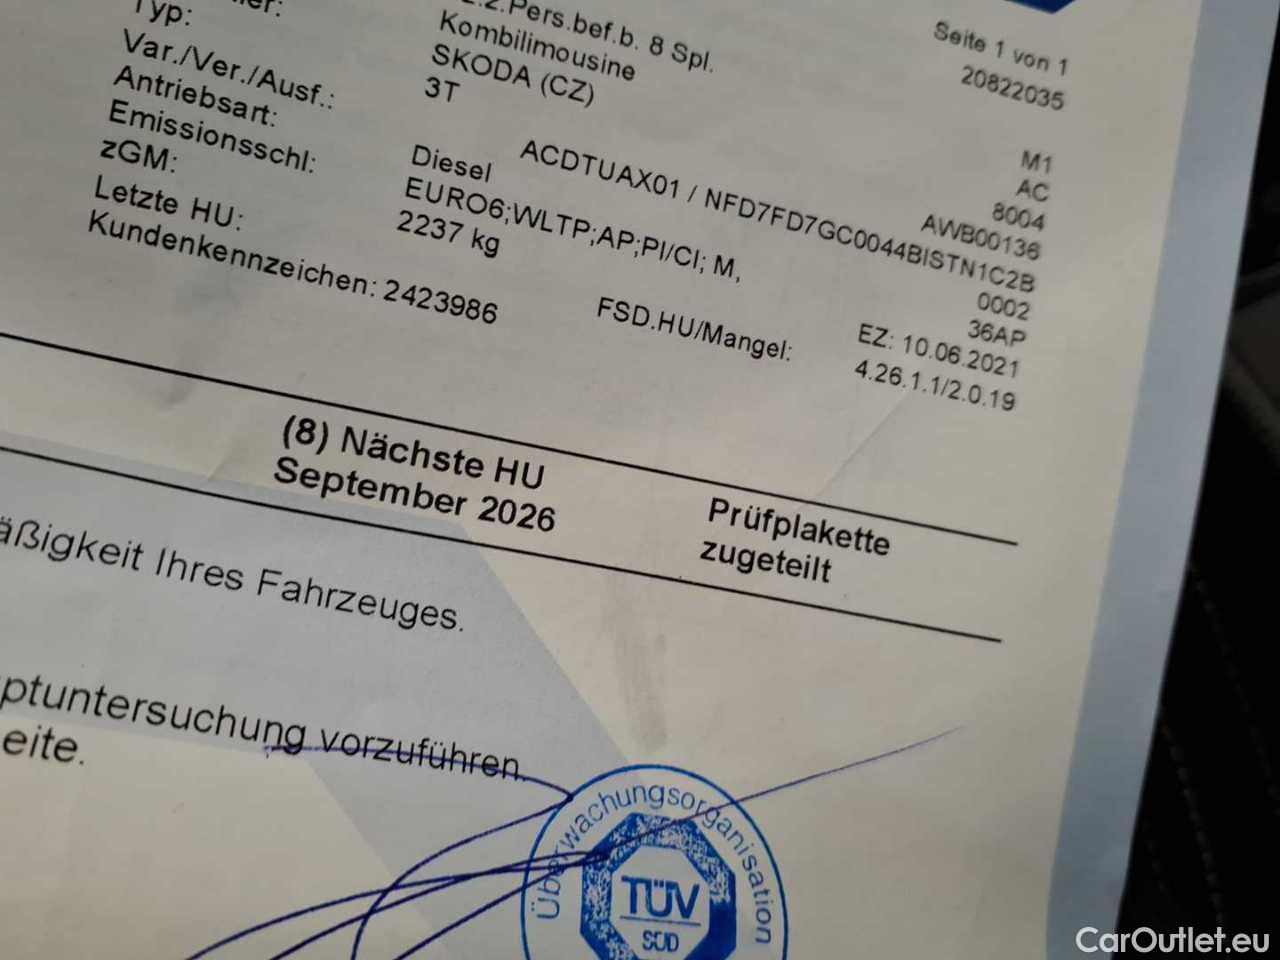 2.Pers.bef.b. 8 Spl.
Seite 1 von 1
Typ:
Kombilimousine
20822035
Var./Ver./Ausf.:
SKODA (CZ)
Antriebsart:
3T
M1
Emissionsschl:
AC
zGM:
8004
Letzte HU:
Diesel
ACDTUAX01 / NFD7FD7GC0044BISTN1C2B
AWB00136
Kundenkennzeichen: 2423986
EURO6;WLTP;AP;PI/CI; M,
0002
2237 kg
36AP
FSD.HU/Mangel:
EZ: 10.06.2021
4.26.1.1/2.0.19
(8) Nächste HU
September 2026
Prüfplakette
zugeteilt
äßigkeit Ihres Fahrzeuges.
ptuntersuchung vorzuführen.
eite.
Überwachungsorganisation
TÜV
SÜD
CarOutlet.eu